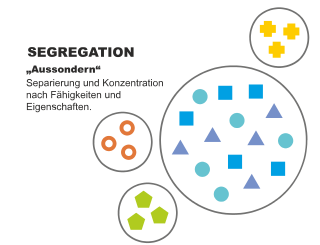 SEGREGATION
„Aussondern“
Separierung und Konzentration
nach Fähigkeiten und
Eigenschaften.